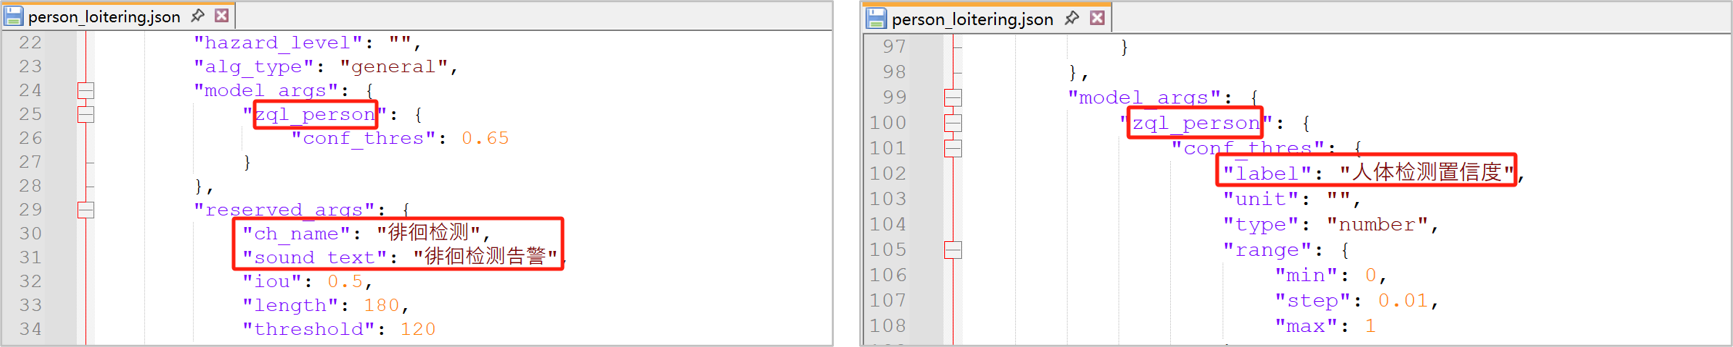 person_loitering.json
22 "hazard_level": "",
23 "alg_type": "general",
24 "model_args": {
25 "zql_person": {
26 "conf_thres": 0.65
27 }
28 },
29 "reserved_args": {
30 "ch_name": "徘徊检测",
31 "sound_text": "徘徊检测告警",
32 "iou": 0.5,
33 "length": 180,
34 "threshold": 120
person_loitering.json
97 }
98 },
99 "model_args": {
100 "zql_person": {
101 "conf_thres": {
102 "label": "人体检测置信度",
103 "unit": "",
104 "type": "number",
105 "range": {
106 "min": 0,
107 "step": 0.01,
108 "max": 1